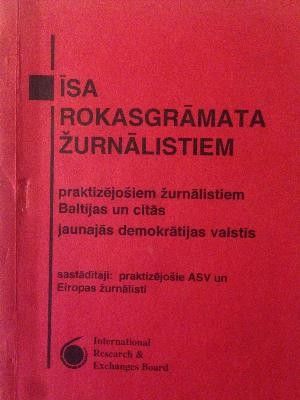 ĪSA
ROKASGRĀMATA
ŽURNĀLISTIEM
praktizējošiem žurnālistiem
Baltijas un citās
jaunajās demokrātijas valstīs
sastādītāji: praktizējošie ASV un
Eiropas žurnālisti
International
Research &
Exchanges Board